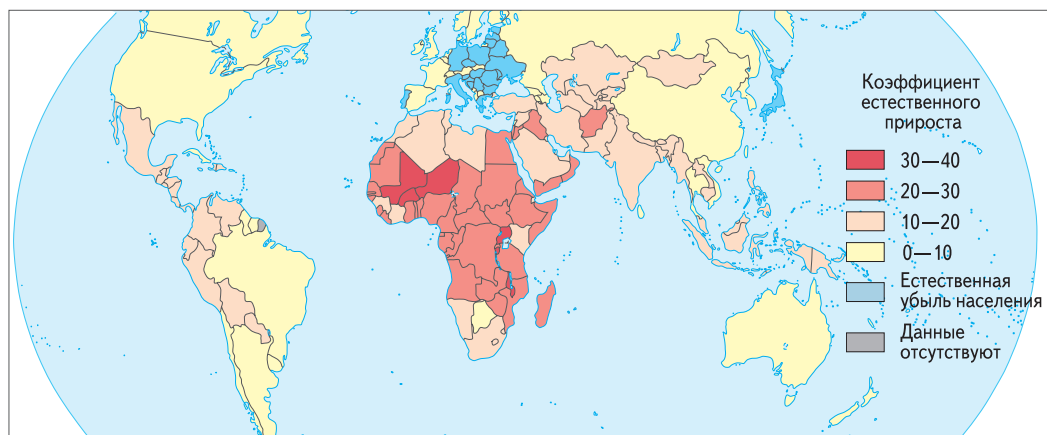 Коэффициент
естественного
прироста
30—40
20—30
10—20
0—10
Естественная
убыль населения
Данные
отсутствуют